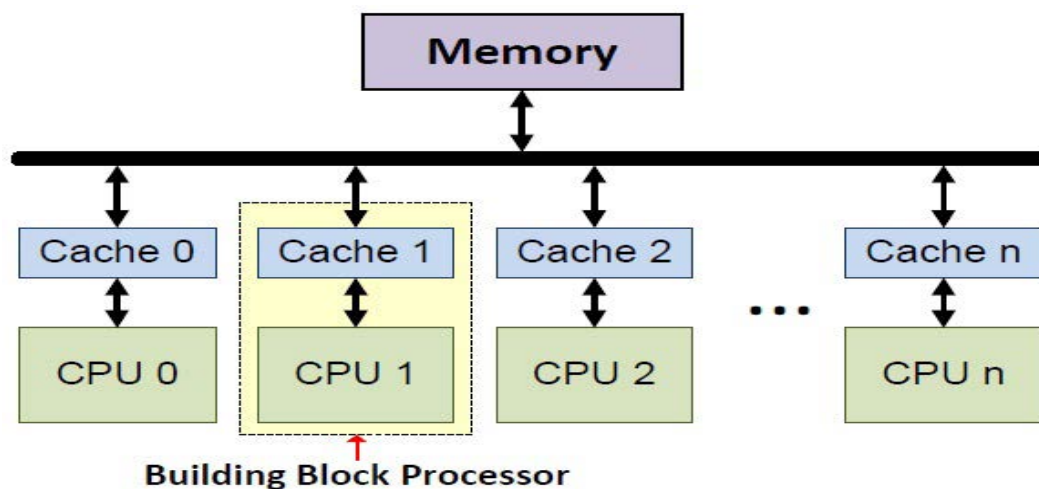 Memory
Cache 0
Cache 1
Cache 2
Cache n
...
CPU 0
CPU 1
CPU 2
CPU n
Building Block Processor